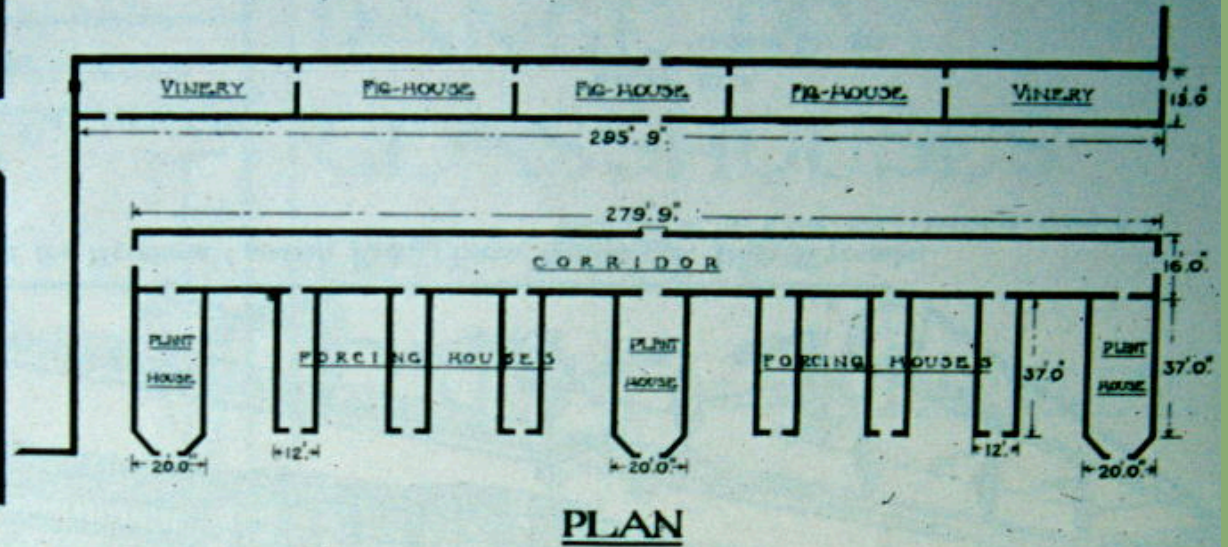 VINERY FIG-HOUSE FIG-HOUSE FIG-HOUSE VINERY
15'.0"
295'. 9".
279'. 9".
CORRIDOR
16'.0"
PLANT HOUSE
FORCING HOUSES
PLANT HOUSE
FORCING HOUSES
PLANT HOUSE
37'.0"
37'.0"
20'.0"
12'.
20'.0"
12'.
20'.0"
PLAN